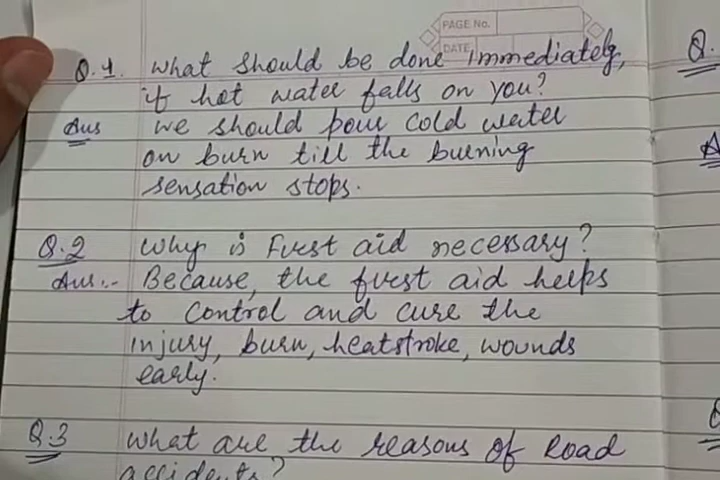 PAGE No.
DATE
Q.1. What should be done immediately,
if hot water falls on you?
Ans we should pour cold water
on burn till the burning
sensation stops.
Q.2 Why is First aid necessary?
Ans.- Because, the first aid helps
to control and cure the
injury, burn, heatstroke, wounds
early.
Q.3 What are the reasons of Road
accidents?
Q.